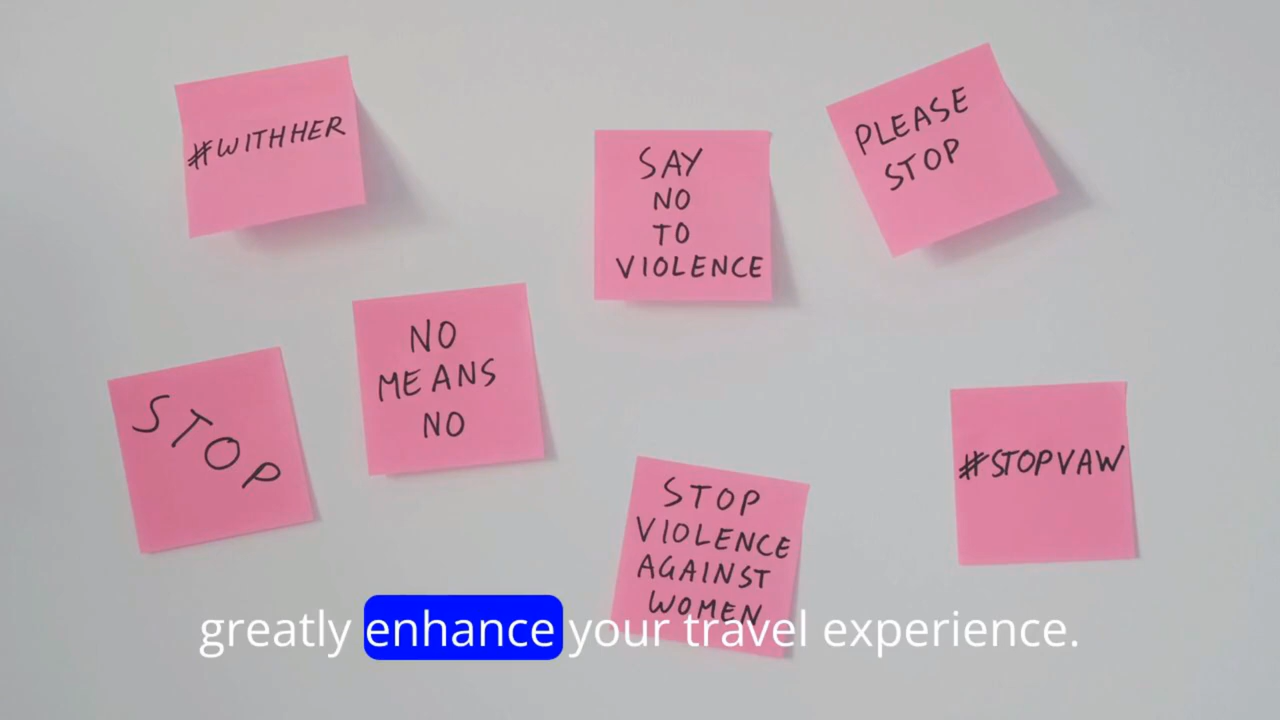 #WITHHER
SAY
NO
TO
VIOLENCE
PLEASE
STOP
NO
MEANS
NO
STOP
#STOPVAW
STOP
VIOLENCE
AGAINST
WOMEN
greatly enhance your travel experience.